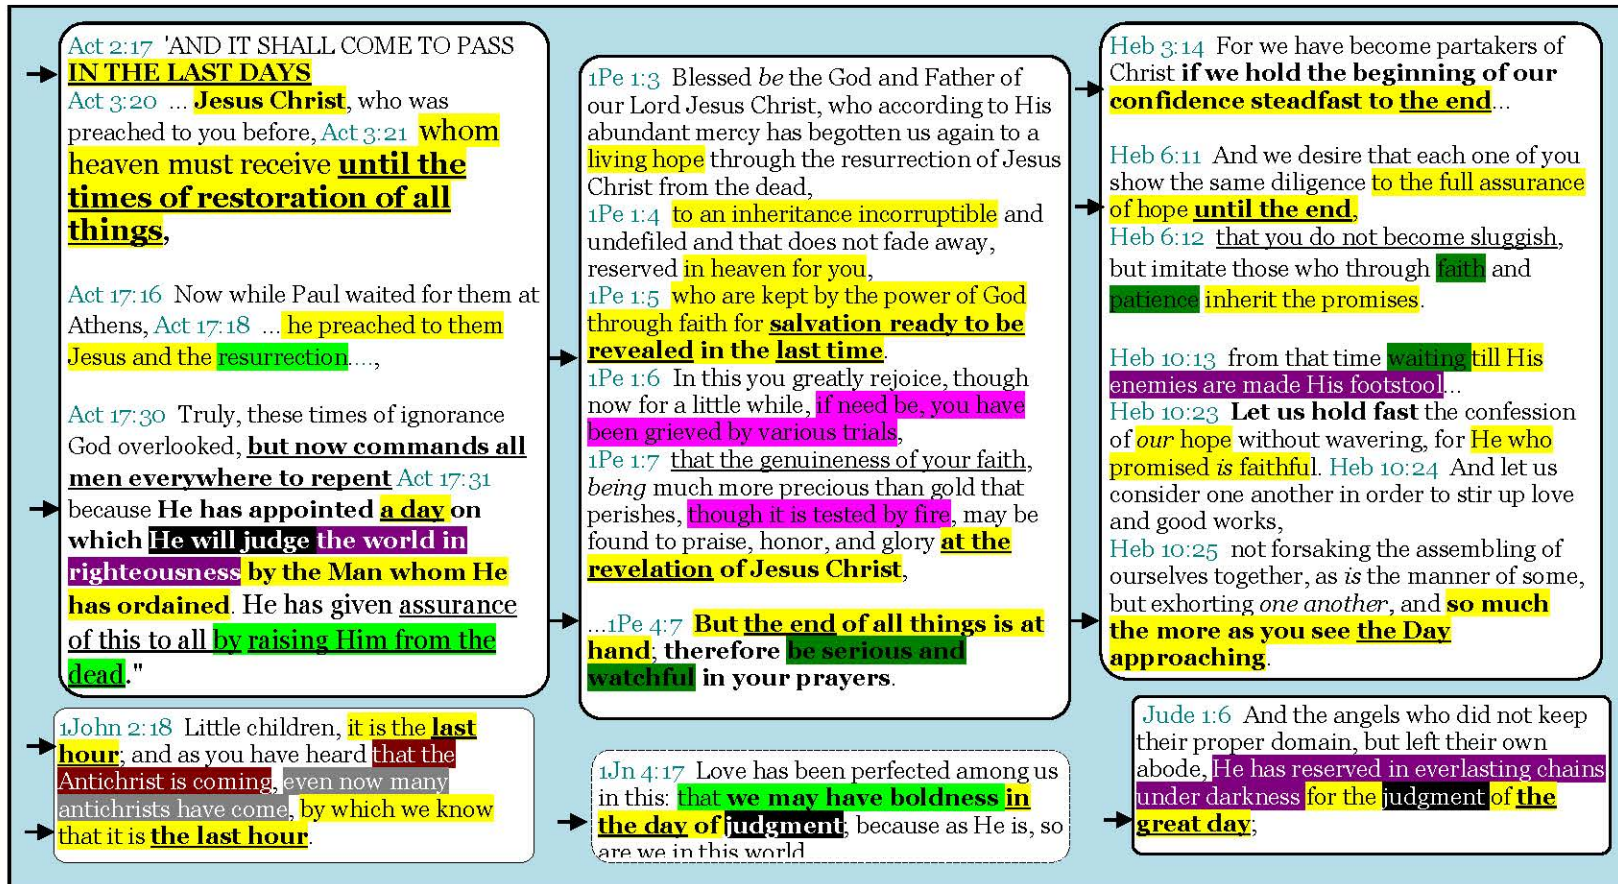 Act 2:17 'AND IT SHALL COME TO PASS
IN THE LAST DAYS
Act 3:20 ... Jesus Christ, who was
preached to you before, Act 3:21 whom
heaven must receive until the
times of restoration of all
things,
Act 17:16 Now while Paul waited for them at
Athens, Act 17:18 ... he preached to them
Jesus and the resurrection....,
Act 17:30 Truly, these times of ignorance
God overlooked, but now commands all
men everywhere to repent Act 17:31
because He has appointed a day on
which He will judge the world in
righteousness by the Man whom He
has ordained. He has given assurance
of this to all by raising Him from the
dead."
1John 2:18 Little children, it is the last
hour; and as you have heard that the
Antichrist is coming, even now many
antichrists have come, by which we know
that it is the last hour.
1Pe 1:3 Blessed be the God and Father of
our Lord Jesus Christ, who according to His
abundant mercy has begotten us again to a
living hope through the resurrection of Jesus
Christ from the dead,
1Pe 1:4 to an inheritance incorruptible and
undefiled and that does not fade away,
reserved in heaven for you,
1Pe 1:5 who are kept by the power of God
through faith for salvation ready to be
revealed in the last time.
1Pe 1:6 In this you greatly rejoice, though
now for a little while, if need be, you have
been grieved by various trials,
1Pe 1:7 that the genuineness of your faith,
being much more precious than gold that
perishes, though it is tested by fire, may be
found to praise, honor, and glory at the
revelation of Jesus Christ,
...1Pe 4:7 But the end of all things is at
hand; therefore be serious and
watchful in your prayers.
1Jn 4:17 Love has been perfected among us
in this: that we may have boldness in
the day of judgment; because as He is, so
are we in this world
Heb 3:14 For we have become partakers of
Christ if we hold the beginning of our
confidence steadfast to the end...
Heb 6:11 And we desire that each one of you
show the same diligence to the full assurance
of hope until the end,
Heb 6:12 that you do not become sluggish,
but imitate those who through faith and
patience inherit the promises.
Heb 10:13 from that time waiting till His
enemies are made His footstool...
Heb 10:23 Let us hold fast the confession
of our hope without wavering, for He who
promised is faithful. Heb 10:24 And let us
consider one another in order to stir up love
and good works,
Heb 10:25 not forsaking the assembling of
ourselves together, as is the manner of some,
but exhorting one another, and so much
the more as you see the Day
approaching.
Jude 1:6 And the angels who did not keep
their proper domain, but left their own
abode, He has reserved in everlasting chains
under darkness for the judgment of the
great day;